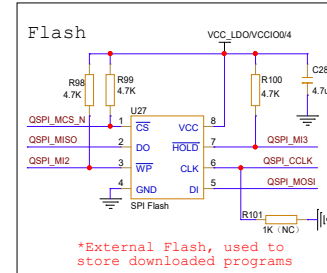 Flash
VCC_LDO/VCCIO0/4
R98
4.7K
R99
4.7K
R100
4.7K
C28
4.7u
U27
QSPI_MCS_N 1 CS VCC 8
QSPI_MISO 2 DO HOLD 7 QSPI_MI3
QSPI_MI2 3 WP CLK 6 QSPI_CCLK
4 GND DI 5 QSPI_MOSI
SPI Flash
R101
1K (NC)
*External Flash, used to
store downloaded programs